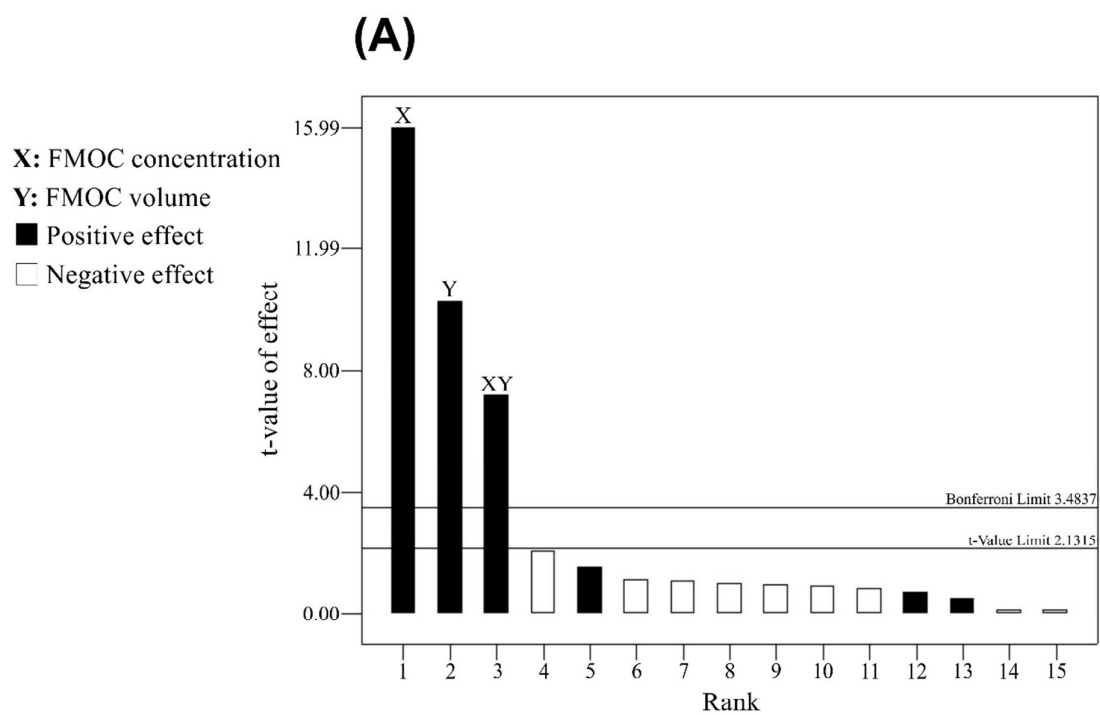 (A)
X: FMOC concentration
Y: FMOC volume
Positive effect
Negative effect
t-value of effect
15.99
11.99
8.00
4.00
0.00
X
Y
XY
Bonferroni Limit 3.4837
t-Value Limit 2.1315
1 2 3 4 5 6 7 8 9 10 11 12 13 14 15
Rank